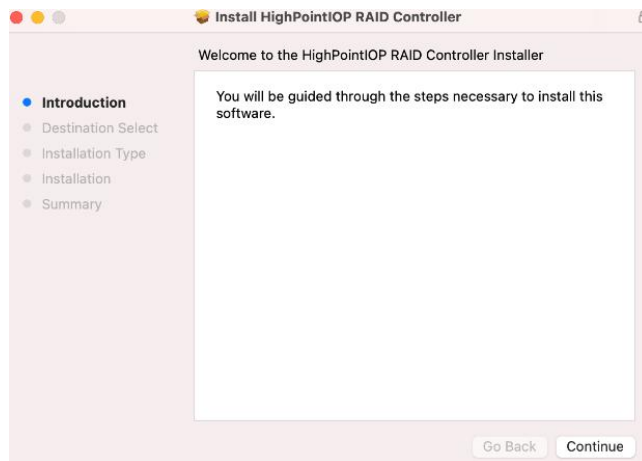 Install HighPointIOP RAID Controller
Welcome to the HighPointIOP RAID Controller Installer
Introduction
Destination Select
Installation Type
Installation
Summary
You will be guided through the steps necessary to install this
software.
Go Back
Continue